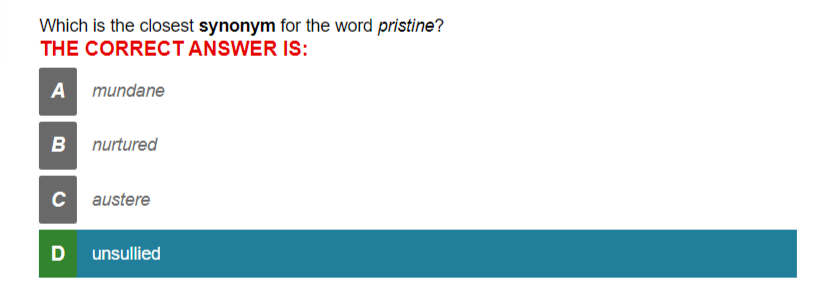 Which is the closest synonym for the word pristine?
THE CORRECT ANSWER IS:
A mundane
B nurtured
C austere
D unsullied